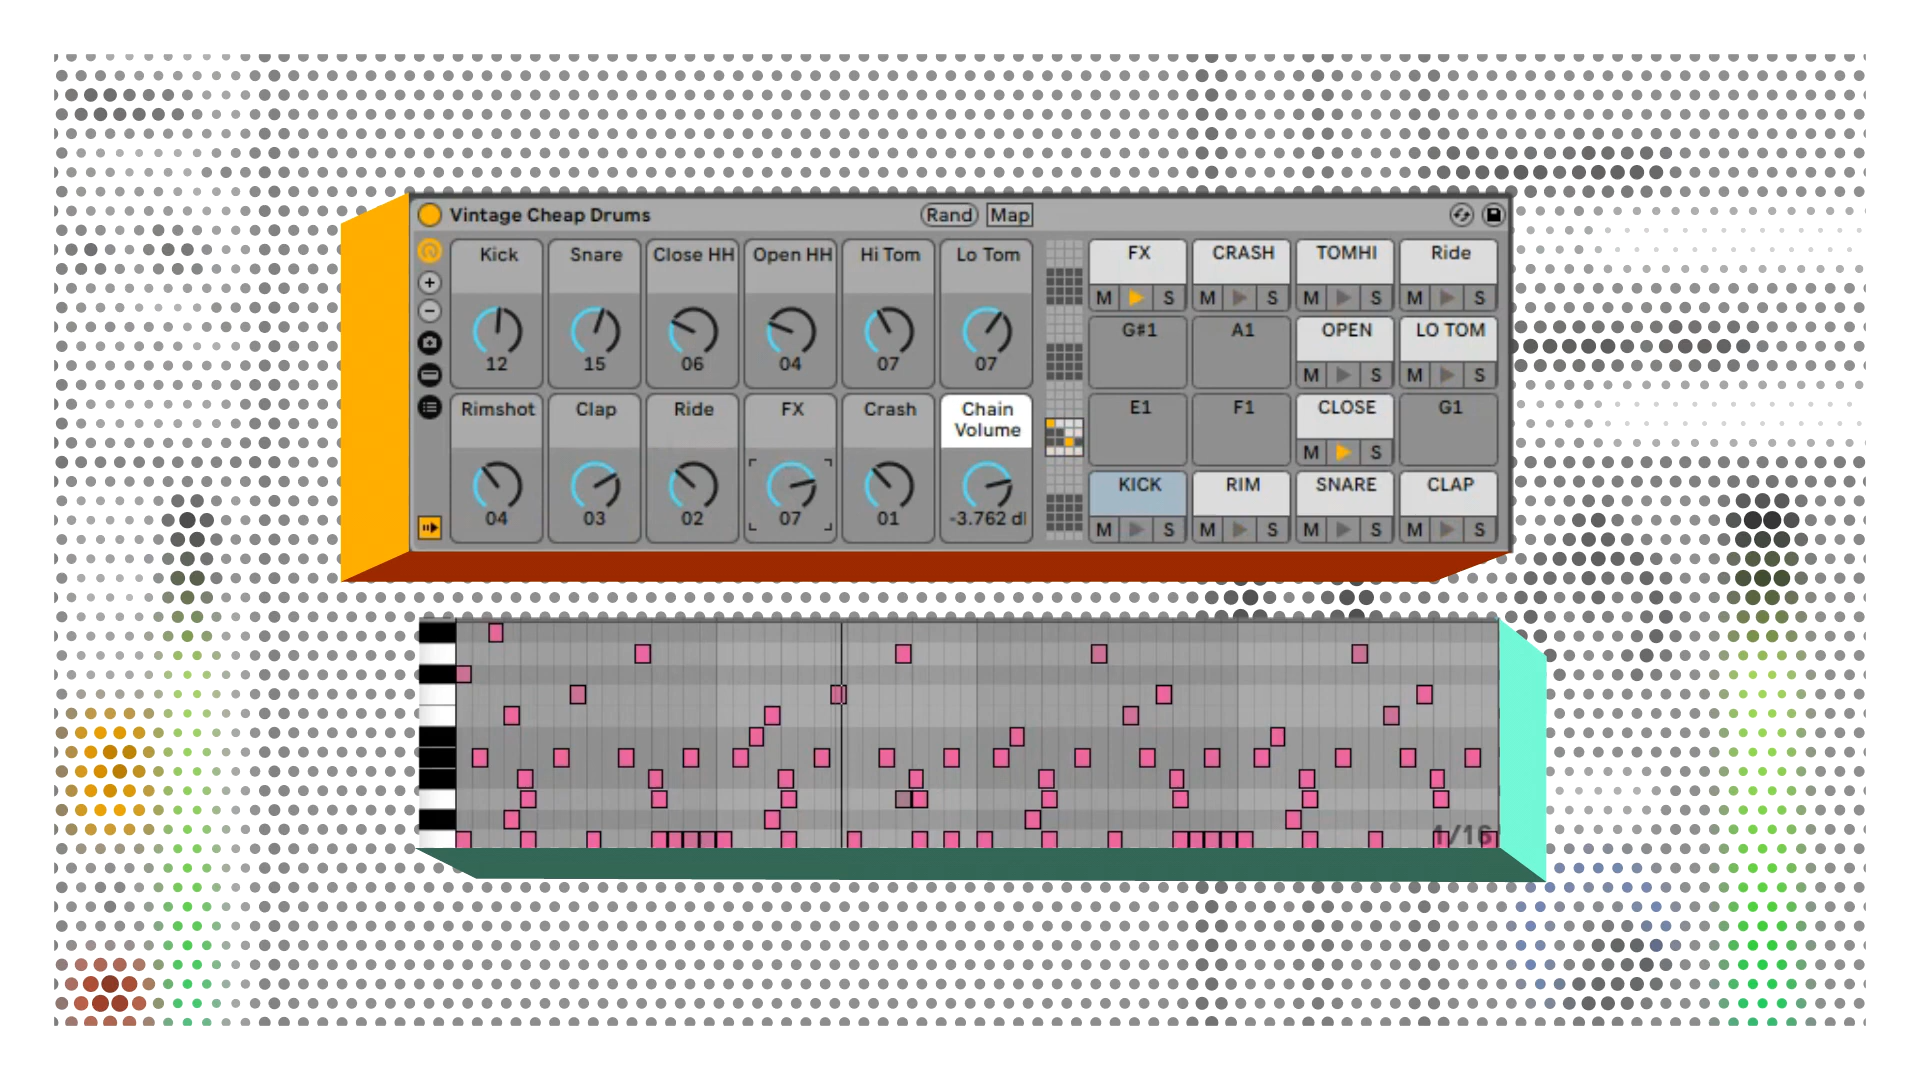 Vintage Cheap Drums Rand Map
Kick Snare Close HH Open HH Hi Tom Lo Tom
12 15 06 04 07 07
Rimshot Clap Ride FX Crash Chain Volume
04 03 02 07 01 -3.762 d
FX CRASH TOMHI Ride
M S M S M S M S
G#1 A1 OPEN LO TOM
M S M S
E1 F1 CLOSE G1
M S
KICK RIM SNARE CLAP
M S M S M S M S
1/16